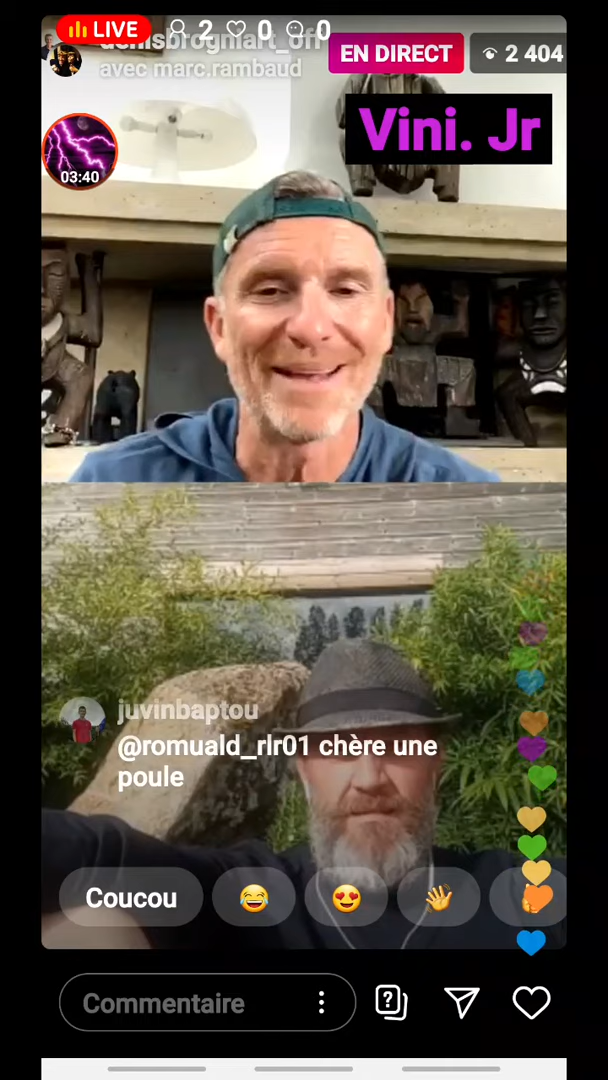 LIVE 2 0 0
denisbrogniart_off
avec marc.rambaud
EN DIRECT
2 404
Vini. Jr
03:40
juvinbaptou
@romuald_rlr01 chère une
poule
Coucou
Commentaire